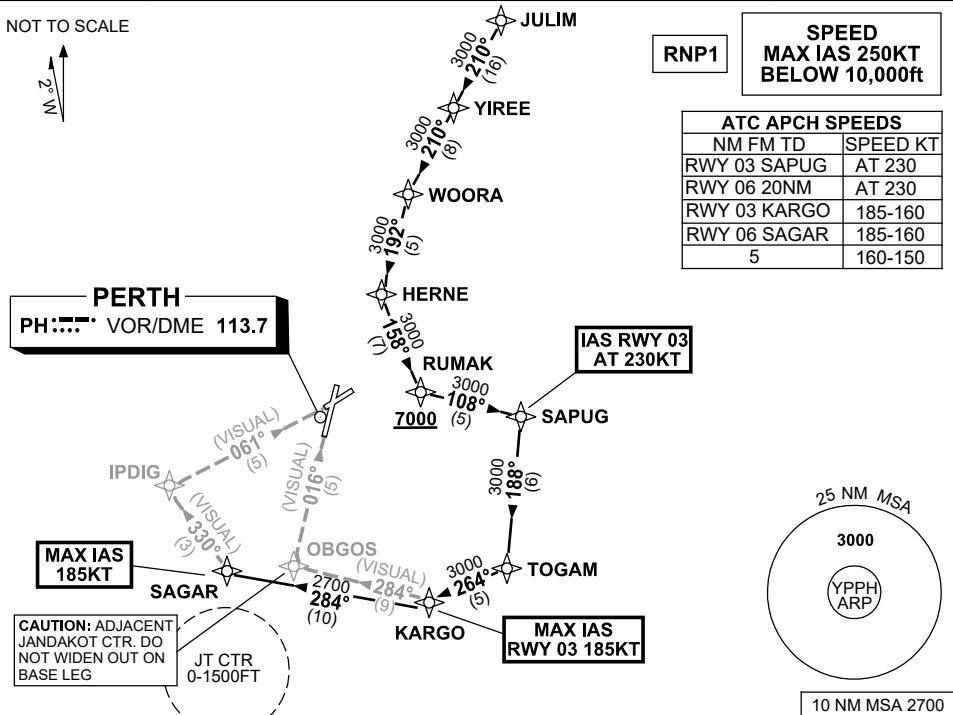 NOT TO SCALE
2° W
JULIM
3000
210°
(16)
YIREE
3000
210°
(8)
WOORA
3000
192°
(5)
HERNE
3000
158°
(7)
RUMAK
7000
3000
108°
(5)
SAPUG
IAS RWY 03
AT 230KT
3000
188°
(6)
TOGAM
3000
264°
(5)
KARGO
MAX IAS
RWY 03 185KT
2700
284°
(10)
(VISUAL)
284°
(9)
OBGOS
(VISUAL)
016°
(5)
SAGAR
MAX IAS
185KT
(VISUAL)
330°
(3)
IPDIG
(VISUAL)
061°
(5)
PERTH
PH VOR/DME 113.7
CAUTION: ADJACENT
JANDAKOT CTR. DO
NOT WIDEN OUT ON
BASE LEG
JT CTR
0-1500FT
RNP1
SPEED
MAX IAS 250KT
BELOW 10,000ft
ATC APCH SPEEDS
NM FM TD SPEED KT
RWY 03 SAPUG AT 230
RWY 06 20NM AT 230
RWY 03 KARGO 185-160
RWY 06 SAGAR 185-160
5 160-150
25 NM MSA
3000
YPPH
ARP
10 NM MSA 2700